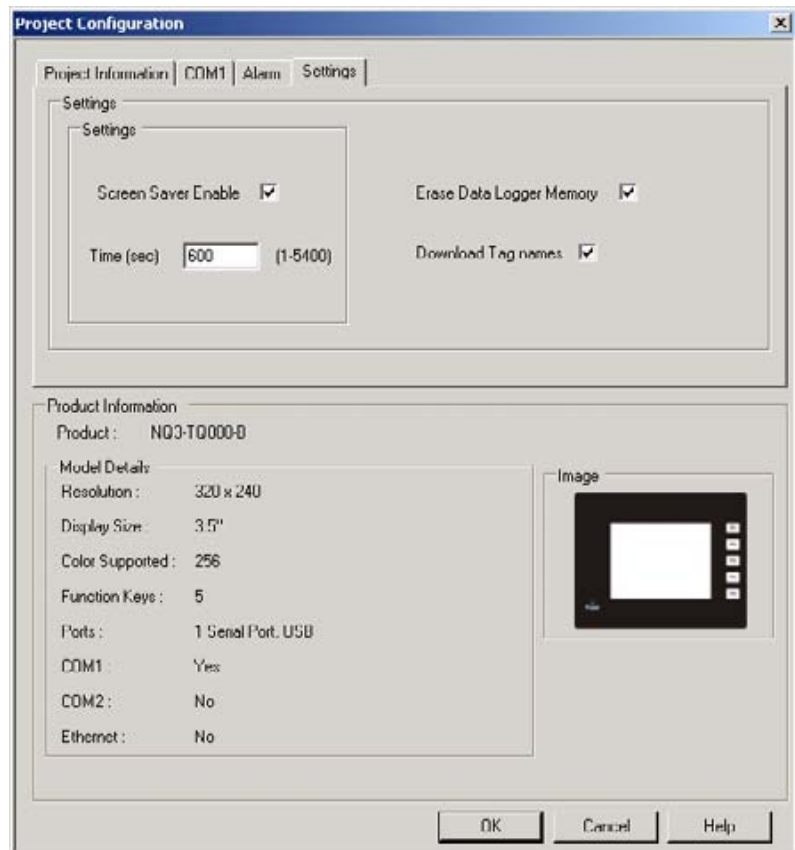 Project Configuration
Project Information COM1 Alarm Settings
Settings
Settings
Screen Saver Enable
Erase Data Logger Memory
Time (sec) 600 (1-5400)
Download Tag names
Product Information
Product : NQ3-TQ000-B
Model Details
Resolution : 320 x 240
Display Size : 3.5"
Color Supported : 256
Function Keys : 5
Ports : 1 Serial Port, USB
COM1 : Yes
COM2 : No
Ethernet : No
Image
OK Cancel Help